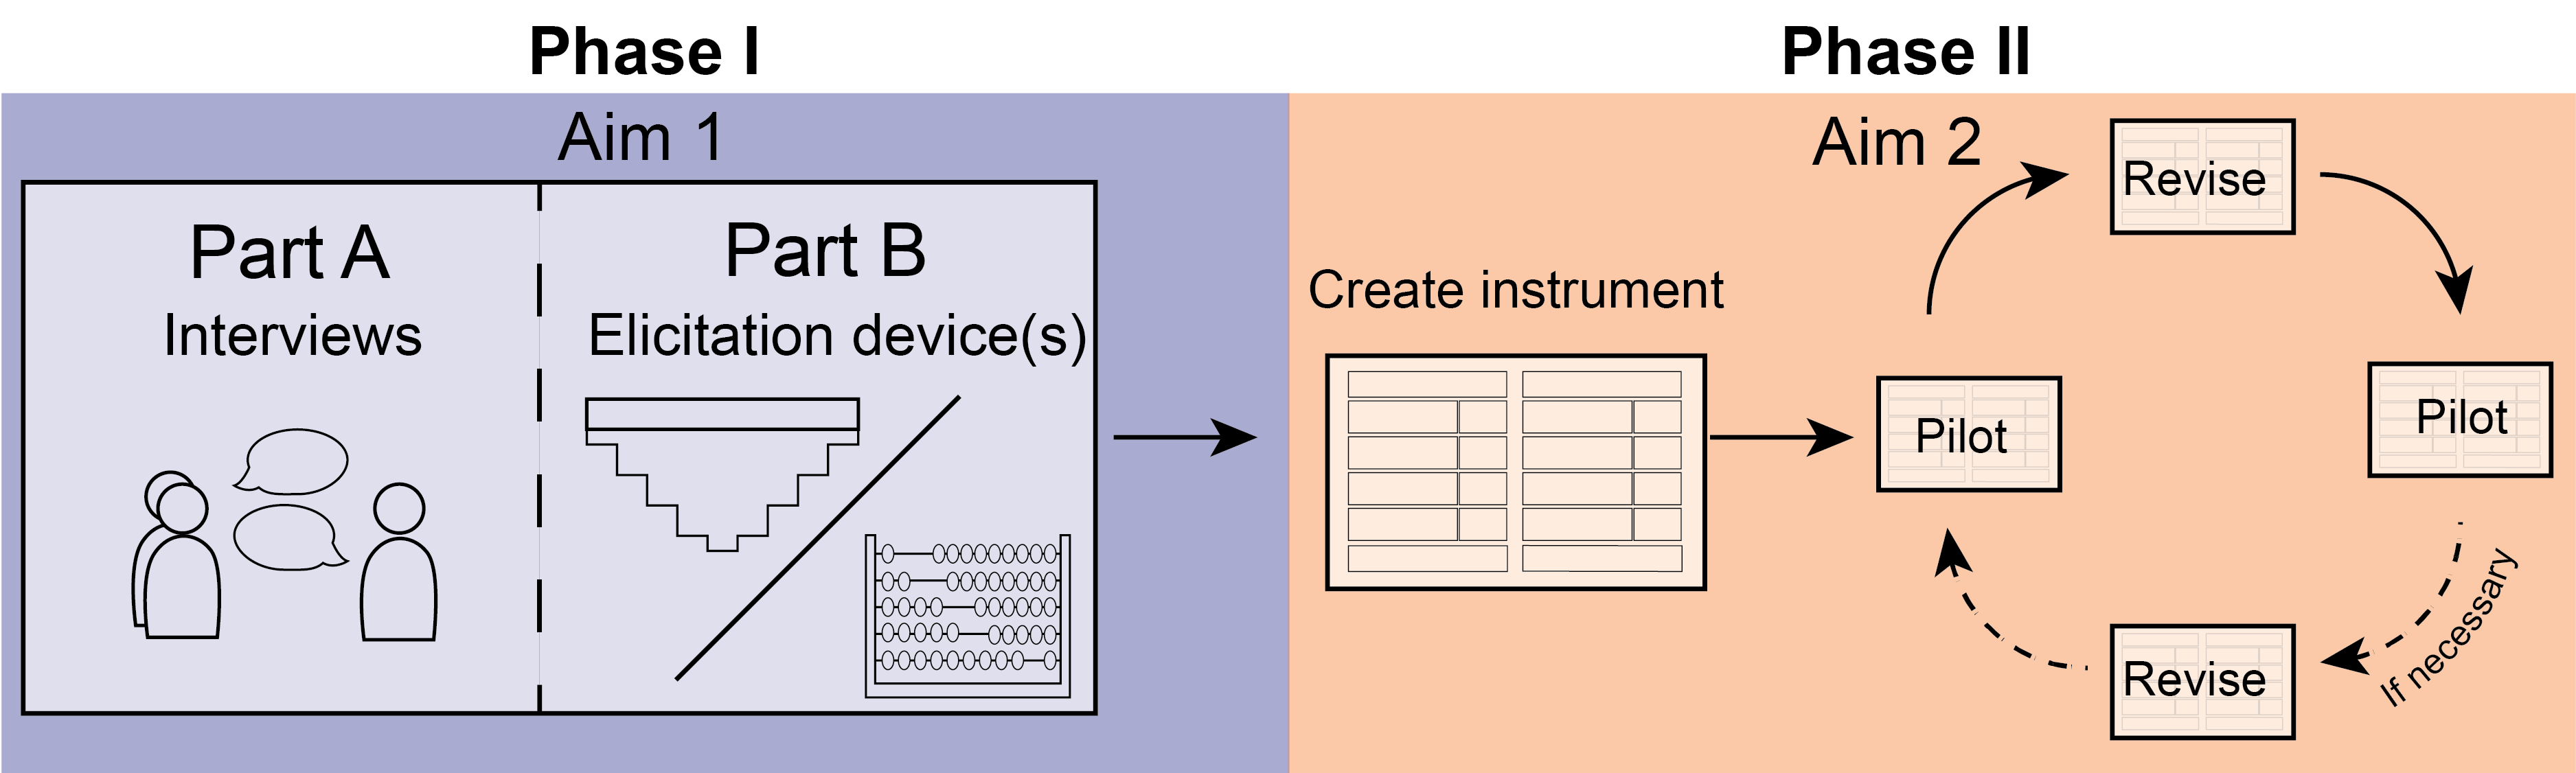 Phase I
Aim 1
Part A
Interviews
Part B
Elicitation device(s)
Phase II
Aim 2
Create instrument
Pilot
Revise
Pilot
If necessary
Revise